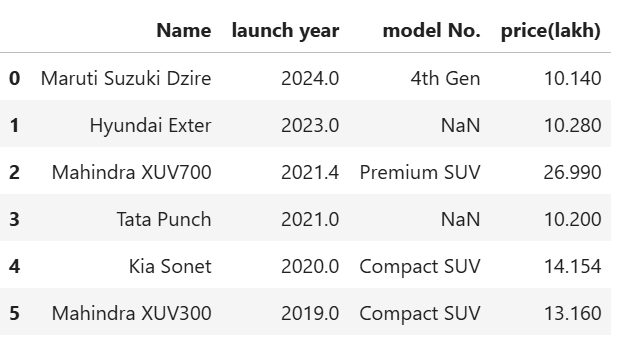 Name launch year model No. price(lakh)
0 Maruti Suzuki Dzire 2024.0 4th Gen 10.140
1 Hyundai Exter 2023.0 NaN 10.280
2 Mahindra XUV700 2021.4 Premium SUV 26.990
3 Tata Punch 2021.0 NaN 10.200
4 Kia Sonet 2020.0 Compact SUV 14.154
5 Mahindra XUV300 2019.0 Compact SUV 13.160